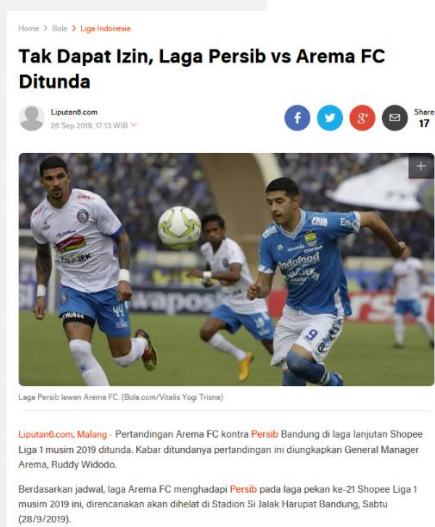 Home > Bola > Liga Indonesia
Tak Dapat Izin, Laga Persib vs Arema FC
Ditunda
Liputan6.com
26 Sep 2019, 17:13 WIB
Share
17
Indofood
9
Laga Persib lawan Arema FC. (Bola.com/Vitalis Yogi Trisna)
Liputan6.com, Malang - Pertandingan Arema FC kontra Persib Bandung di laga lanjutan Shopee
Liga 1 musim 2019 ditunda. Kabar ditundanya pertandingan ini diungkapkan General Manager
Arema, Ruddy Widodo.
Berdasarkan jadwal, laga Arema FC menghadapi Persib pada laga pekan ke-21 Shopee Liga 1
musim 2019 ini, direncanakan akan dihelat di Stadion Si Jalak Harupat Bandung, Sabtu
(28/9/2019).